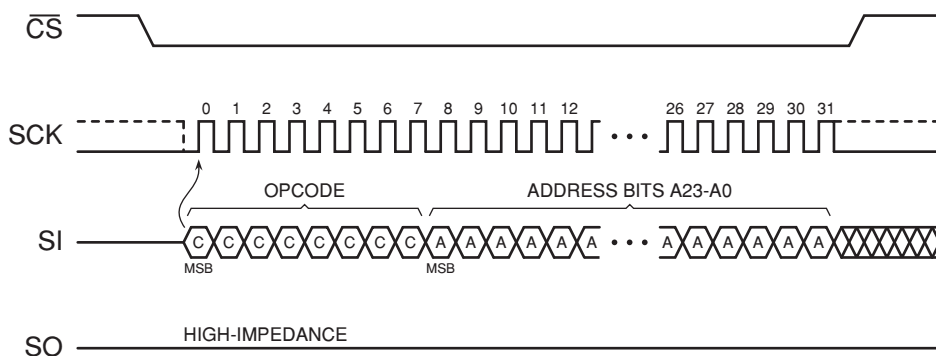 CS
0 1 2 3 4 5 6 7 8 9 10 11 12 26 27 28 29 30 31
SCK
OPCODE ADDRESS BITS A23-A0
SI C C C C C C C C A A A A A A A A A A A A
MSB MSB
HIGH-IMPEDANCE
SO